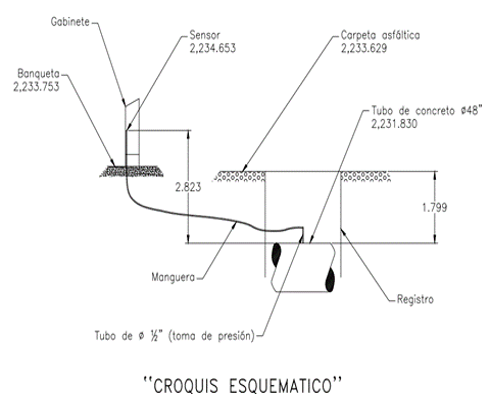 Gabinete
Sensor
2,234.653
Carpeta asfáltica
2,233.629
Banqueta
2,233.753
Tubo de concreto ø48"
2,231.830
2.823
1.799
Manguera
Registro
Tubo de ø ½" (toma de presión)
"CROQUIS ESQUEMATICO"